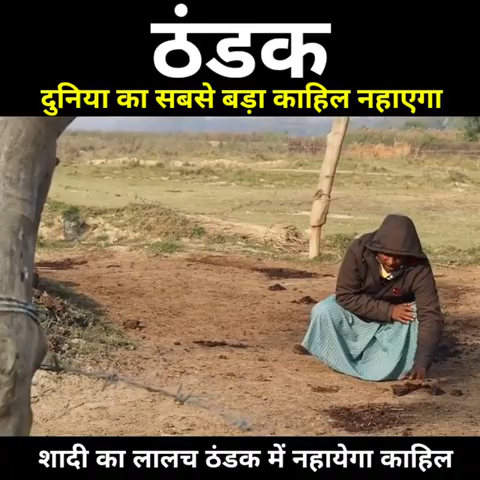 ठंडक
दुनिया का सबसे बड़ा काहिल नहाएगा
शादी का लालच ठंडक में नहायेगा काहिल